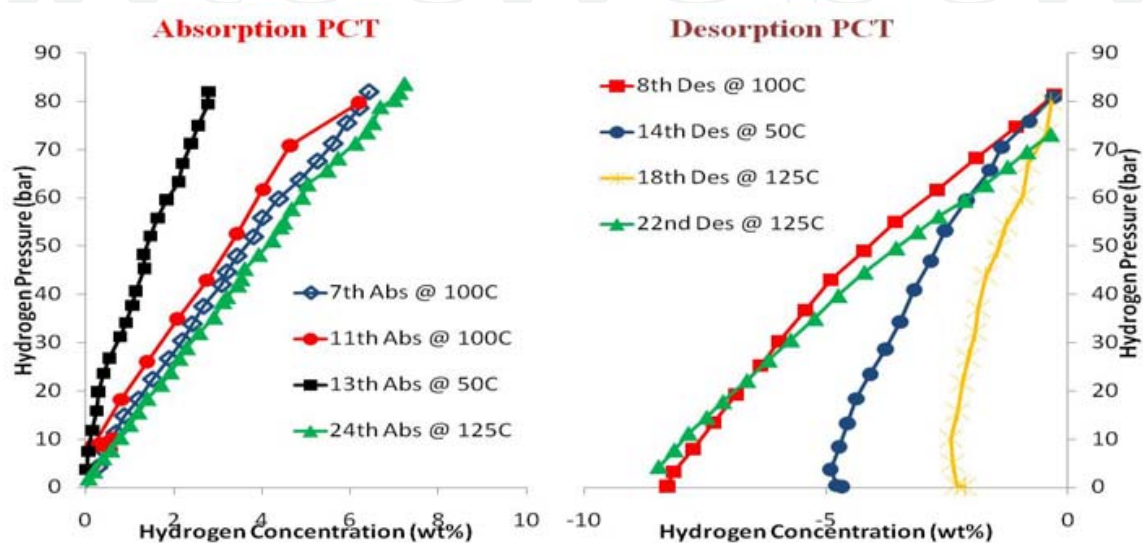 Absorption PCT
Desorption PCT
Hydrogen Pressure (bar)
90
80
70
60
50
40
30
20
10
0
7th Abs @ 100C
11th Abs @ 100C
13th Abs @ 50C
24th Abs @ 125C
0
2
4
6
8
10
Hydrogen Concentration (wt%)
8th Des @ 100C
14th Des @ 50C
18th Des @ 125C
22nd Des @ 125C
90
80
70
60
50
40
30
20
10
0
Hydrogen Pressure (bar)
-10
-5
0
Hydrogen Concentration (wt%)